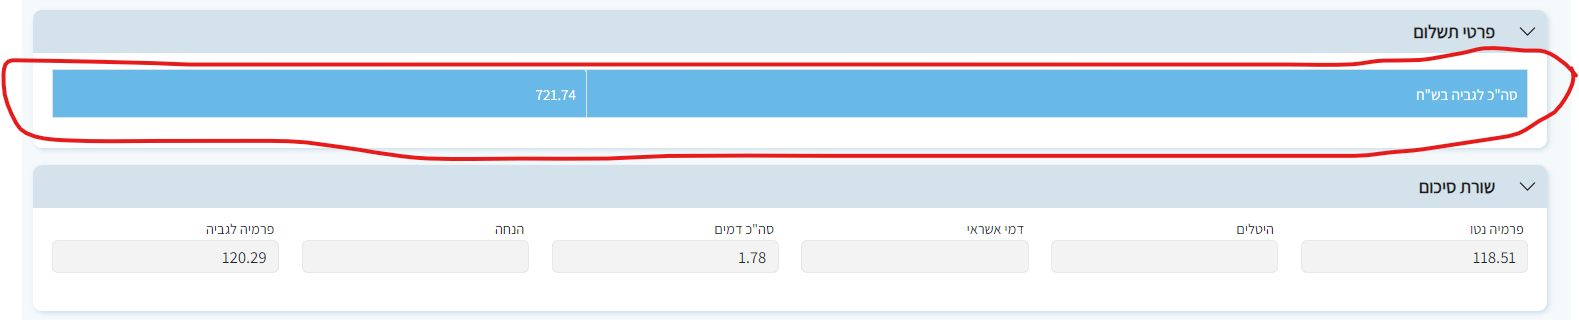 פרטי תשלום
סה"כ לגביה בש"ח 721.74
שורת סיכום
פרמיה נטו היטלים דמי אשראי סה"כ דמים הנחה פרמיה לגביה
118.51 1.78 120.29